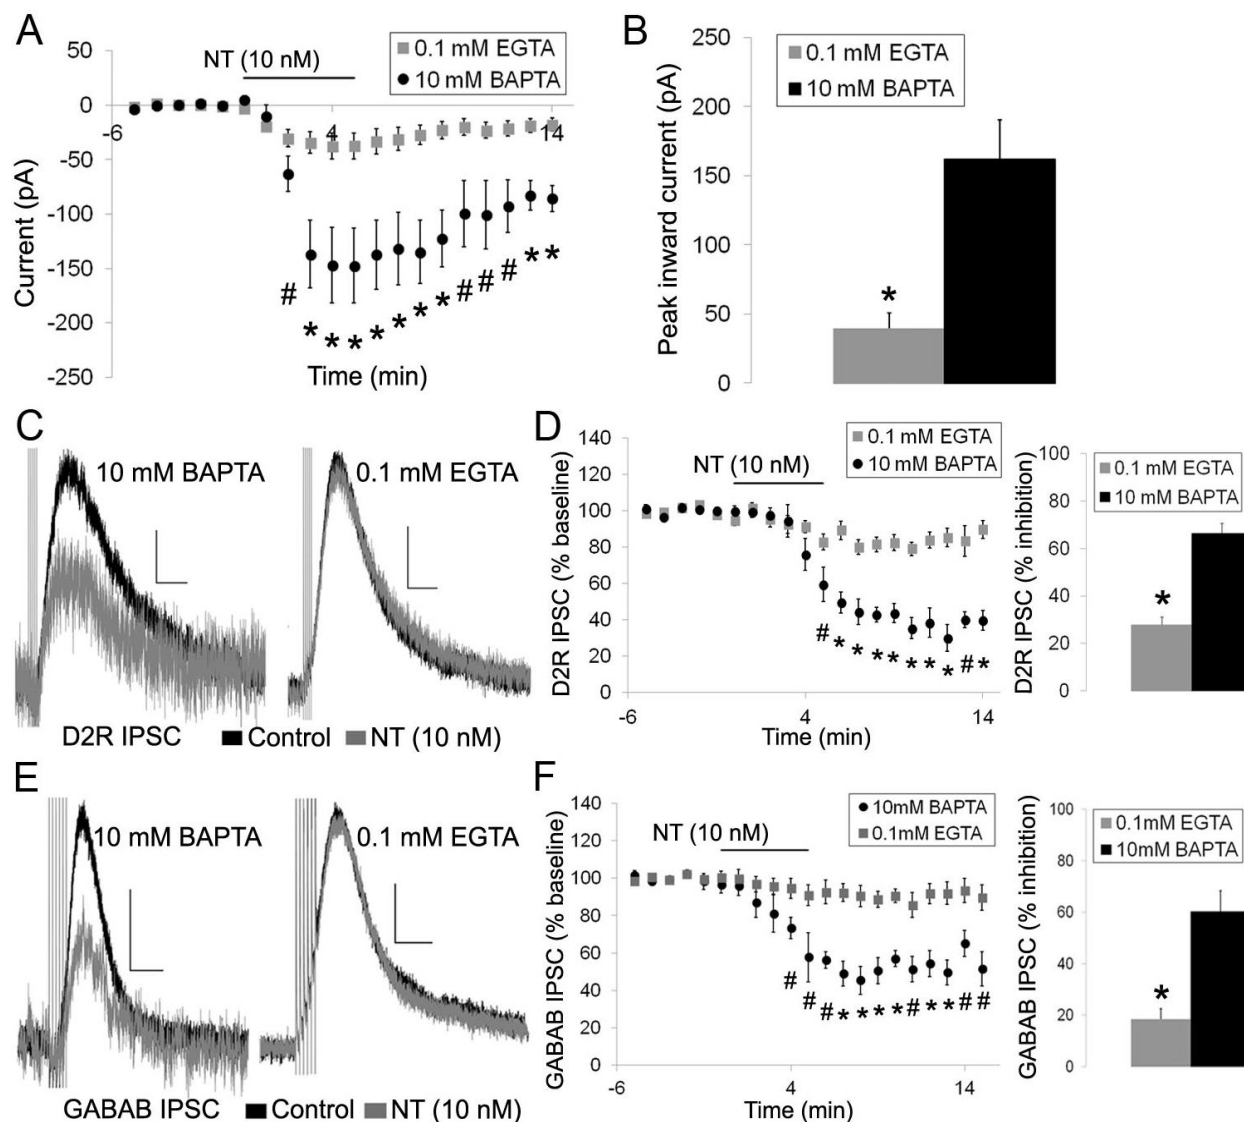 A
NT (10 nM)
0.1 mM EGTA
10 mM BAPTA
50
0
-50
-100
-150
-200
-250
-6
4
14
Current (pA)
Time (min)
#
*
*
*
*
*
*
*
#
#
#
*
*
B
0.1 mM EGTA
10 mM BAPTA
250
200
150
100
50
0
Peak inward current (pA)
*
C
10 mM BAPTA
0.1 mM EGTA
D2R IPSC
Control
NT (10 nM)
D
NT (10 nM)
0.1 mM EGTA
10 mM BAPTA
140
120
100
80
60
40
20
0
-6
4
14
D2R IPSC (% baseline)
Time (min)
# * * * * * * * # *
0.1 mM EGTA
10 mM BAPTA
100
80
60
40
20
0
D2R IPSC (% inhibition)
*
E
10 mM BAPTA
0.1 mM EGTA
GABAB IPSC
Control
NT (10 nM)
F
NT (10 nM)
10mM BAPTA
0.1mM EGTA
140
120
100
80
60
40
20
0
-6
4
14
GABAB IPSC (% baseline)
Time (min)
# # # * * * * # * * # #
0.1mM EGTA
10mM BAPTA
100
80
60
40
20
0
GABAB IPSC (% inhibition)
*